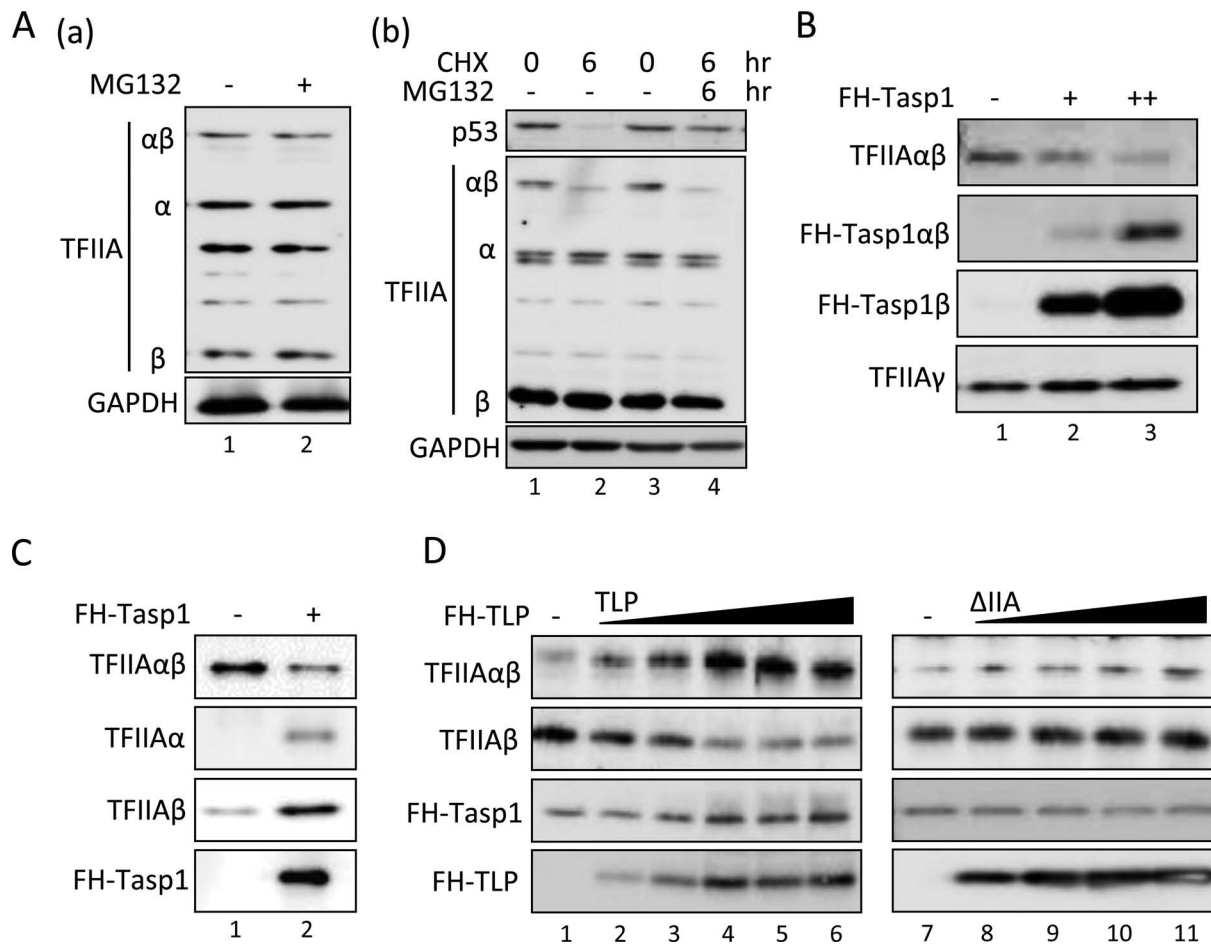 A (a)
MG132 - +
αβ
α
TFIIA
β
GAPDH
1 2
(b)
CHX 0 6 0 6 hr
MG132 - - - 6 hr
p53
αβ
α
TFIIA
β
GAPDH
1 2 3 4
B
FH-Tasp1 - + ++
TFIIAαβ
FH-Tasp1αβ
FH-Tasp1β
TFIIAγ
1 2 3
C
FH-Tasp1 - +
TFIIAαβ
TFIIAα
TFIIAβ
FH-Tasp1
1 2
D
FH-TLP - TLP - ΔIIA
TFIIAαβ
TFIIAβ
FH-Tasp1
FH-TLP
1 2 3 4 5 6 7 8 9 10 11